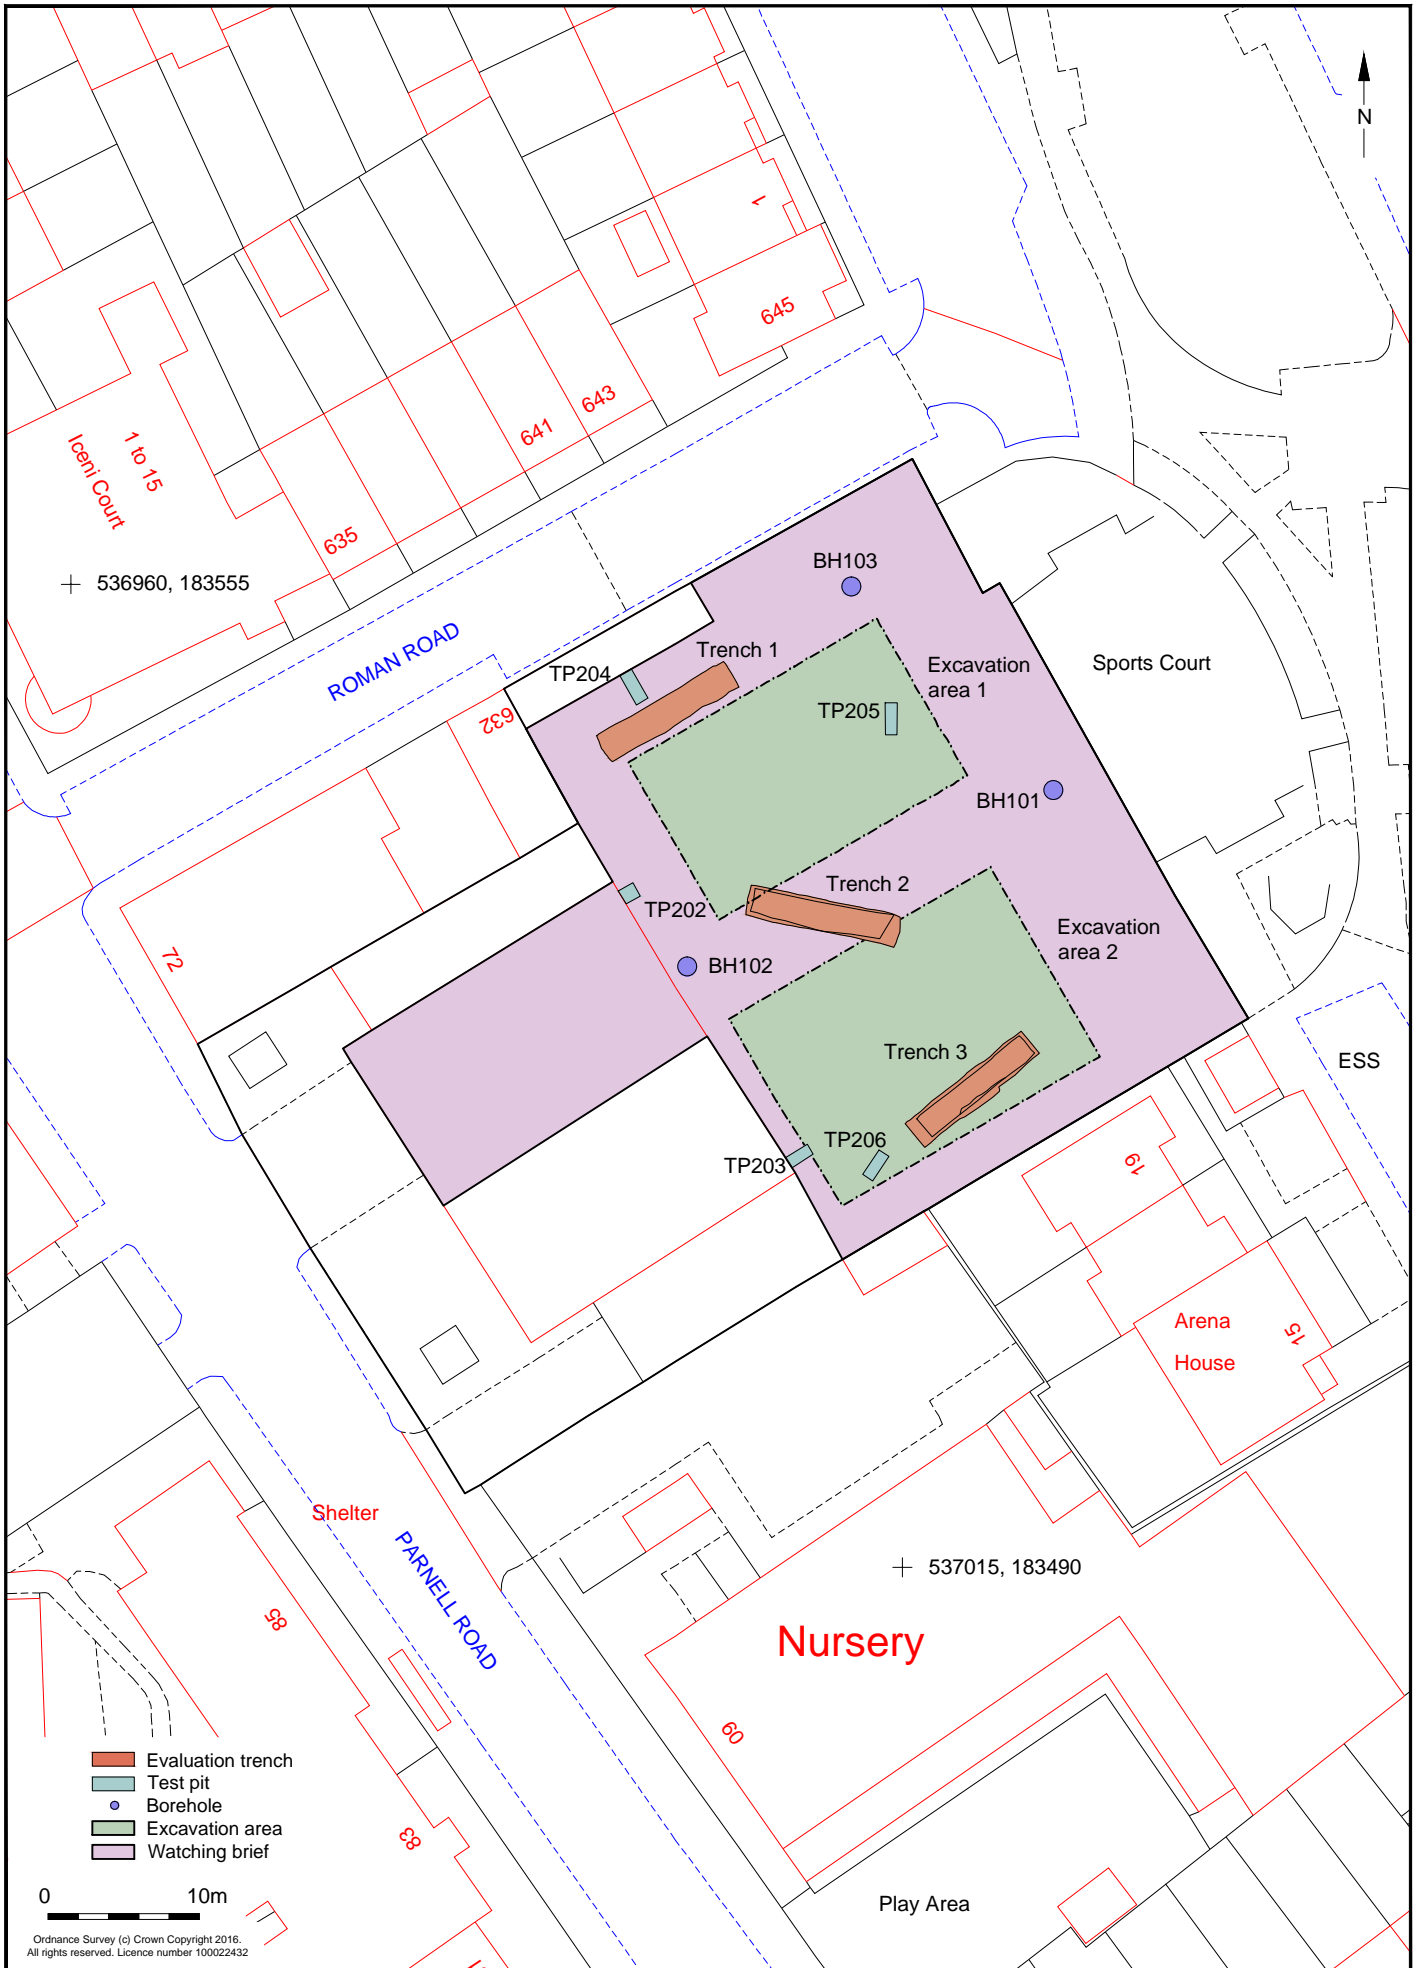 N
1
645
643
641
635
1 to 15
Iceni Court
536960, 183555
ROMAN ROAD
BH103
Trench 1
TP204
Excavation
area 1
Sports Court
TP205
632
BH101
Trench 2
TP202
72
BH102
Excavation
area 2
Trench 3
ESS
TP206
TP203
19
Arena
House
15
Shelter
PARNELL ROAD
537015, 183490
85
Nursery
60
83
Evaluation trench
Test pit
Borehole
Excavation area
Watching brief
0 10m
Play Area
Ordnance Survey (c) Crown Copyright 2016.
All rights reserved. Licence number 100022432